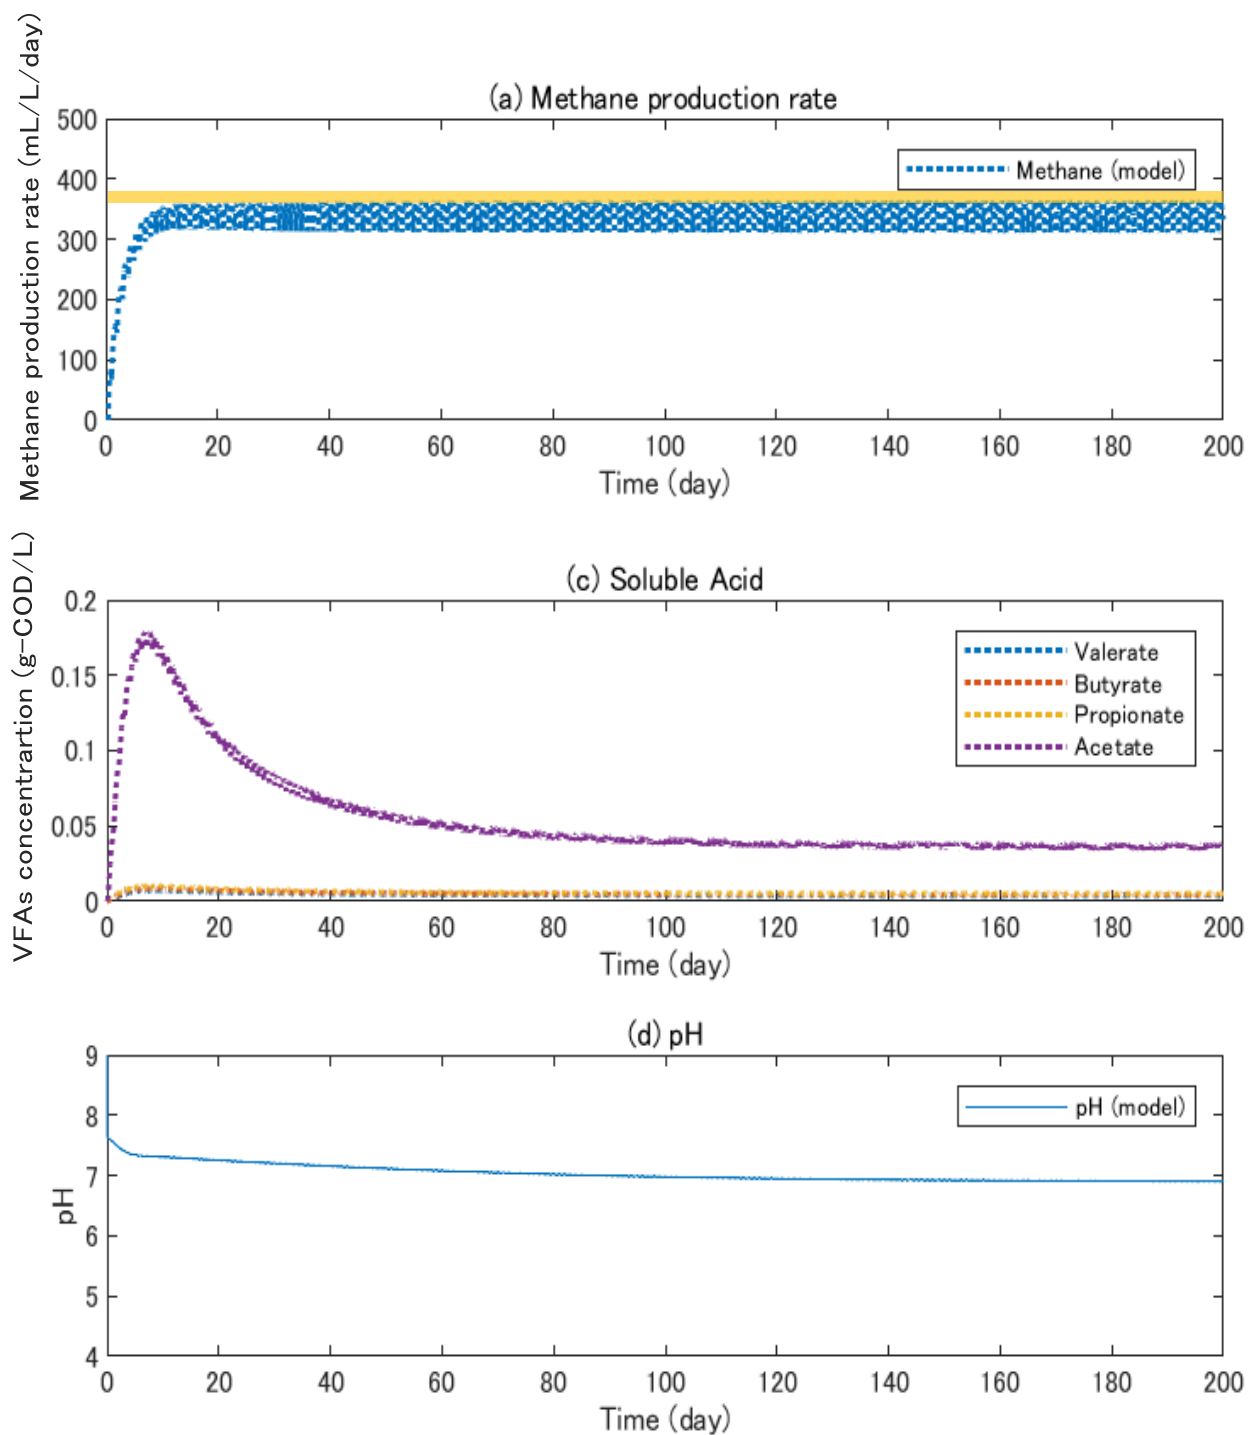 (a) Methane production rate
Methane production rate (mL/L/day)
500
400
300
200
100
0
Methane (model)
0 20 40 60 80 100 120 140 160 180 200
Time (day)
(c) Soluble Acid
VFAs concentrartion (g-COD/L)
0.2
0.15
0.1
0.05
0
Valerate
Butyrate
Propionate
Acetate
0 20 40 60 80 100 120 140 160 180 200
Time (day)
(d) pH
pH
9
8
7
6
5
4
pH (model)
0 20 40 60 80 100 120 140 160 180 200
Time (day)